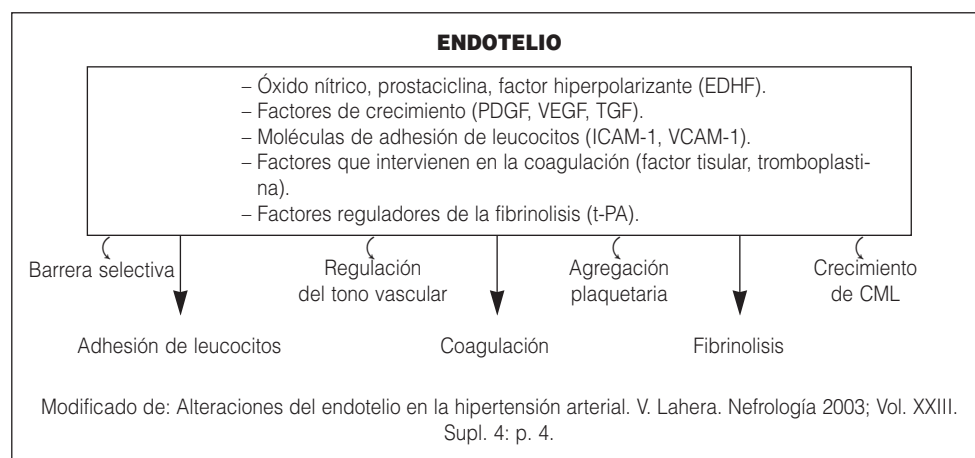 ENDOTELIO
– Óxido nítrico, prostaciclina, factor hiperpolarizante (EDHF).
– Factores de crecimiento (PDGF, VEGF, TGF).
– Moléculas de adhesión de leucocitos (ICAM-1, VCAM-1).
– Factores que intervienen en la coagulación (factor tisular, tromboplasti-
na).
– Factores reguladores de la fibrinolisis (t-PA).
Barrera selectiva
Regulación
del tono vascular
Agregación
plaquetaria
Crecimiento
de CML
Adhesión de leucocitos
Coagulación
Fibrinolisis
Modificado de: Alteraciones del endotelio en la hipertensión arterial. V. Lahera. Nefrología 2003; Vol. XXIII.
Supl. 4: p. 4.